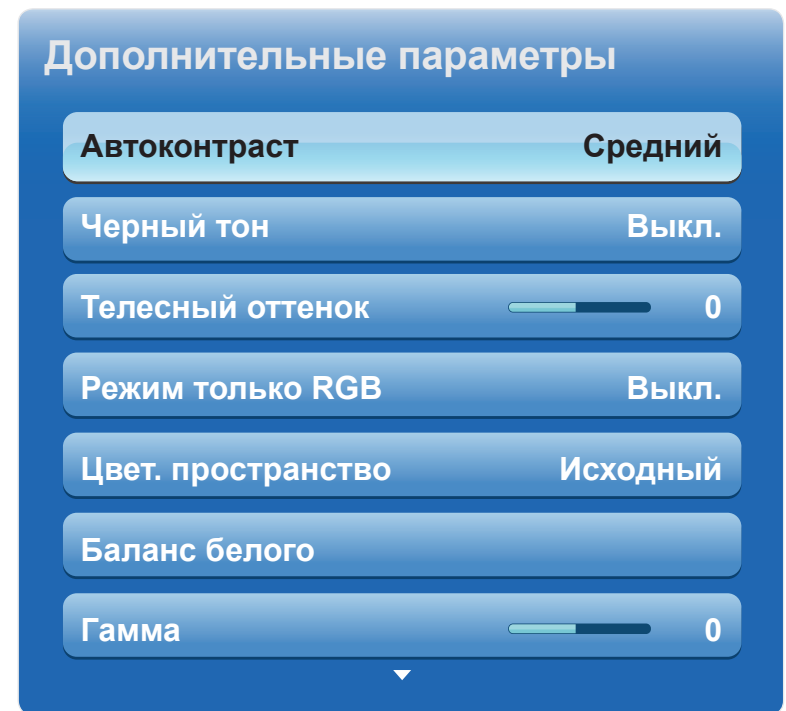 Дополнительные параметры
Автоконтраст Средний
Черный тон Выкл.
Телесный оттенок 0
Режим только RGB Выкл.
Цвет. пространство Исходный
Баланс белого
Гамма 0